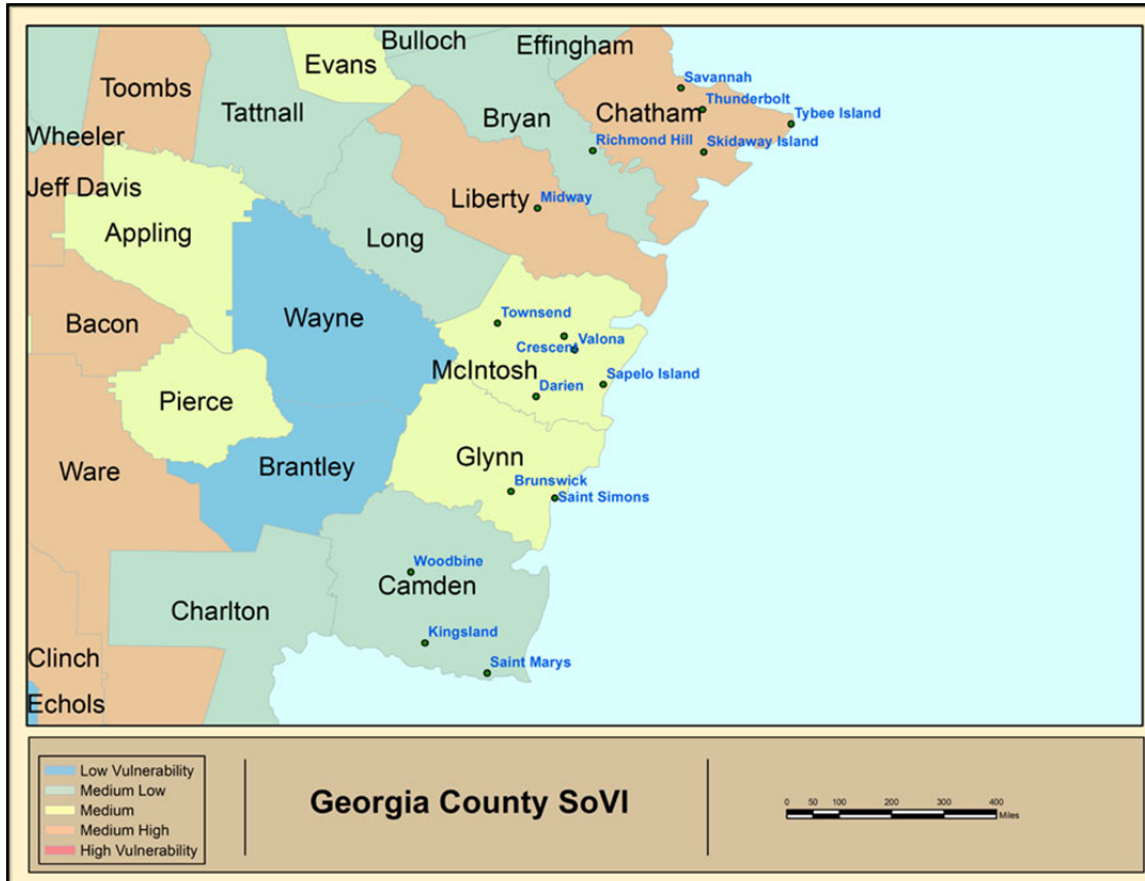 Bulloch
Effingham
Evans
Toombs
Savannah
Tattnall
Chatham
Thunderbolt
Bryan
Tybee Island
Wheeler
Richmond Hill
Skidaway Island
Jeff Davis
Liberty
Midway
Appling
Long
Townsend
Wayne
Bacon
Valona
Crescent
McIntosh
Sapelo Island
Darien
Pierce
Glynn
Ware
Brantley
Brunswick
Saint Simons
Woodbine
Camden
Charlton
Kingsland
Clinch
Saint Marys
Echols
Low Vulnerability
Medium Low
Medium
Medium High
High Vulnerability
Georgia County SoVI
0 50 100 200 300 400
Miles